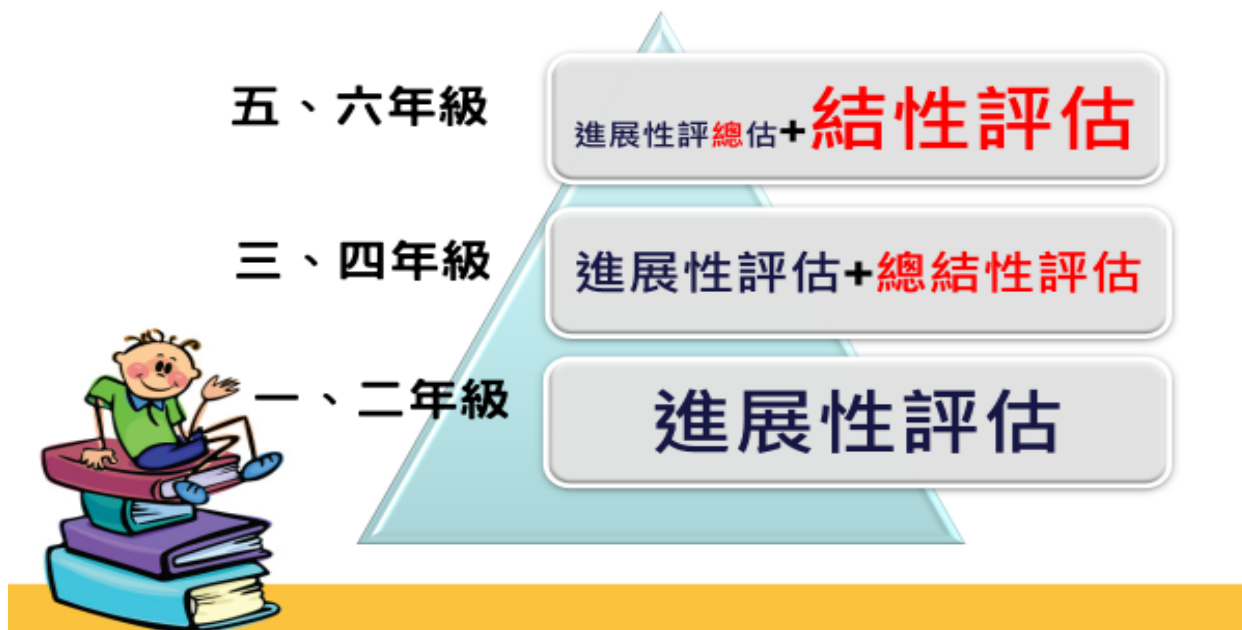 五、六年級
進展性評總估+結性評估
三、四年級
進展性評估+總結性評估
一、二年級
進展性評估